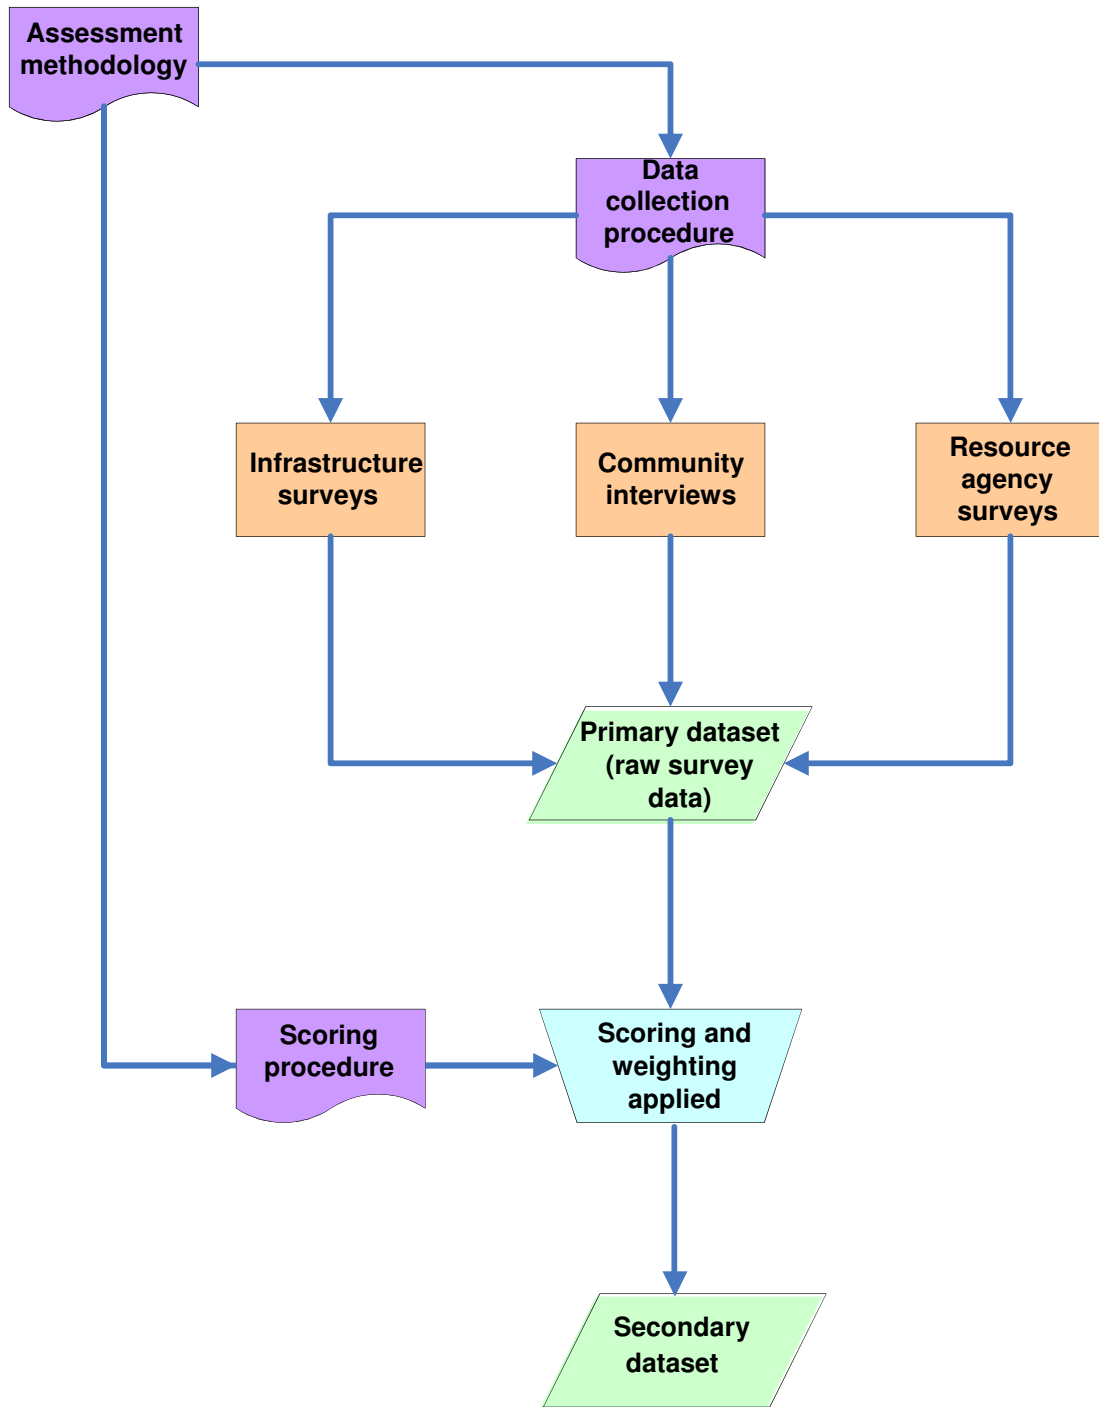 Assessment
methodology
Data
collection
procedure
Infrastructure
surveys
Community
interviews
Resource
agency
surveys
Primary dataset
(raw survey
data)
Scoring
procedure
Scoring and
weighting
applied
Secondary
dataset